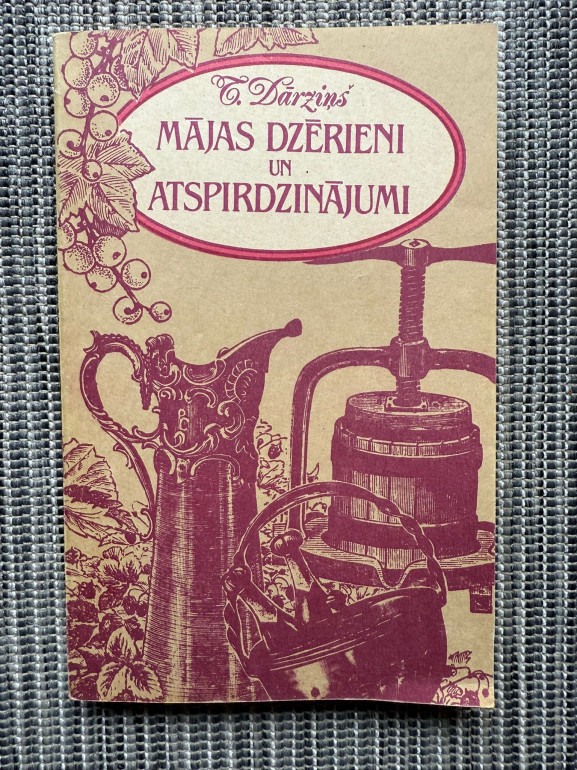 T. Dārziņš
MĀJAS DZĒRIENI
UN
ATSPIRDZINĀJUMI